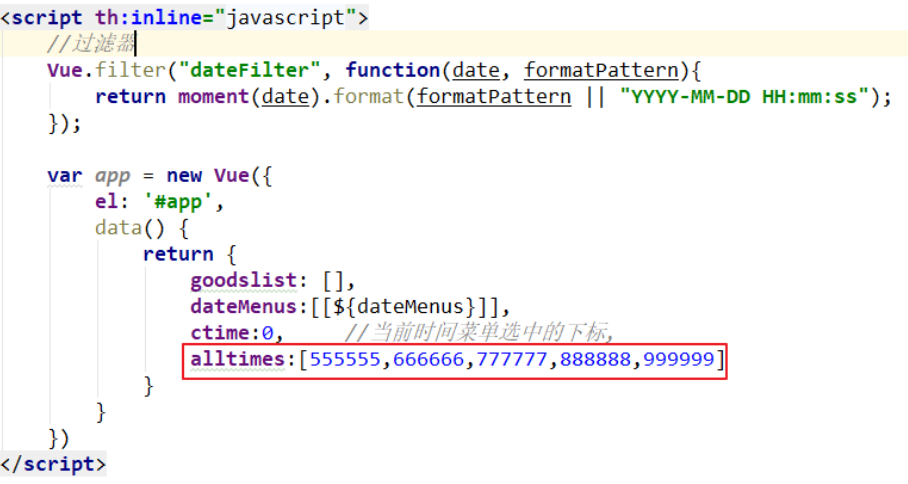 <script th:inline="javascript">
//过滤器
Vue.filter("dateFilter", function(date, formatPattern){
return moment(date).format(formatPattern || "YYYY-MM-DD HH:mm:ss");
});
var app = new Vue({
el: '#app',
data() {
return {
goodslist: [],
dateMenus:[[${dateMenus}]],
ctime:0, //当前时间菜单选中的下标,
alltimes:[555555,666666,777777,888888,999999]
}
}
})
</script>